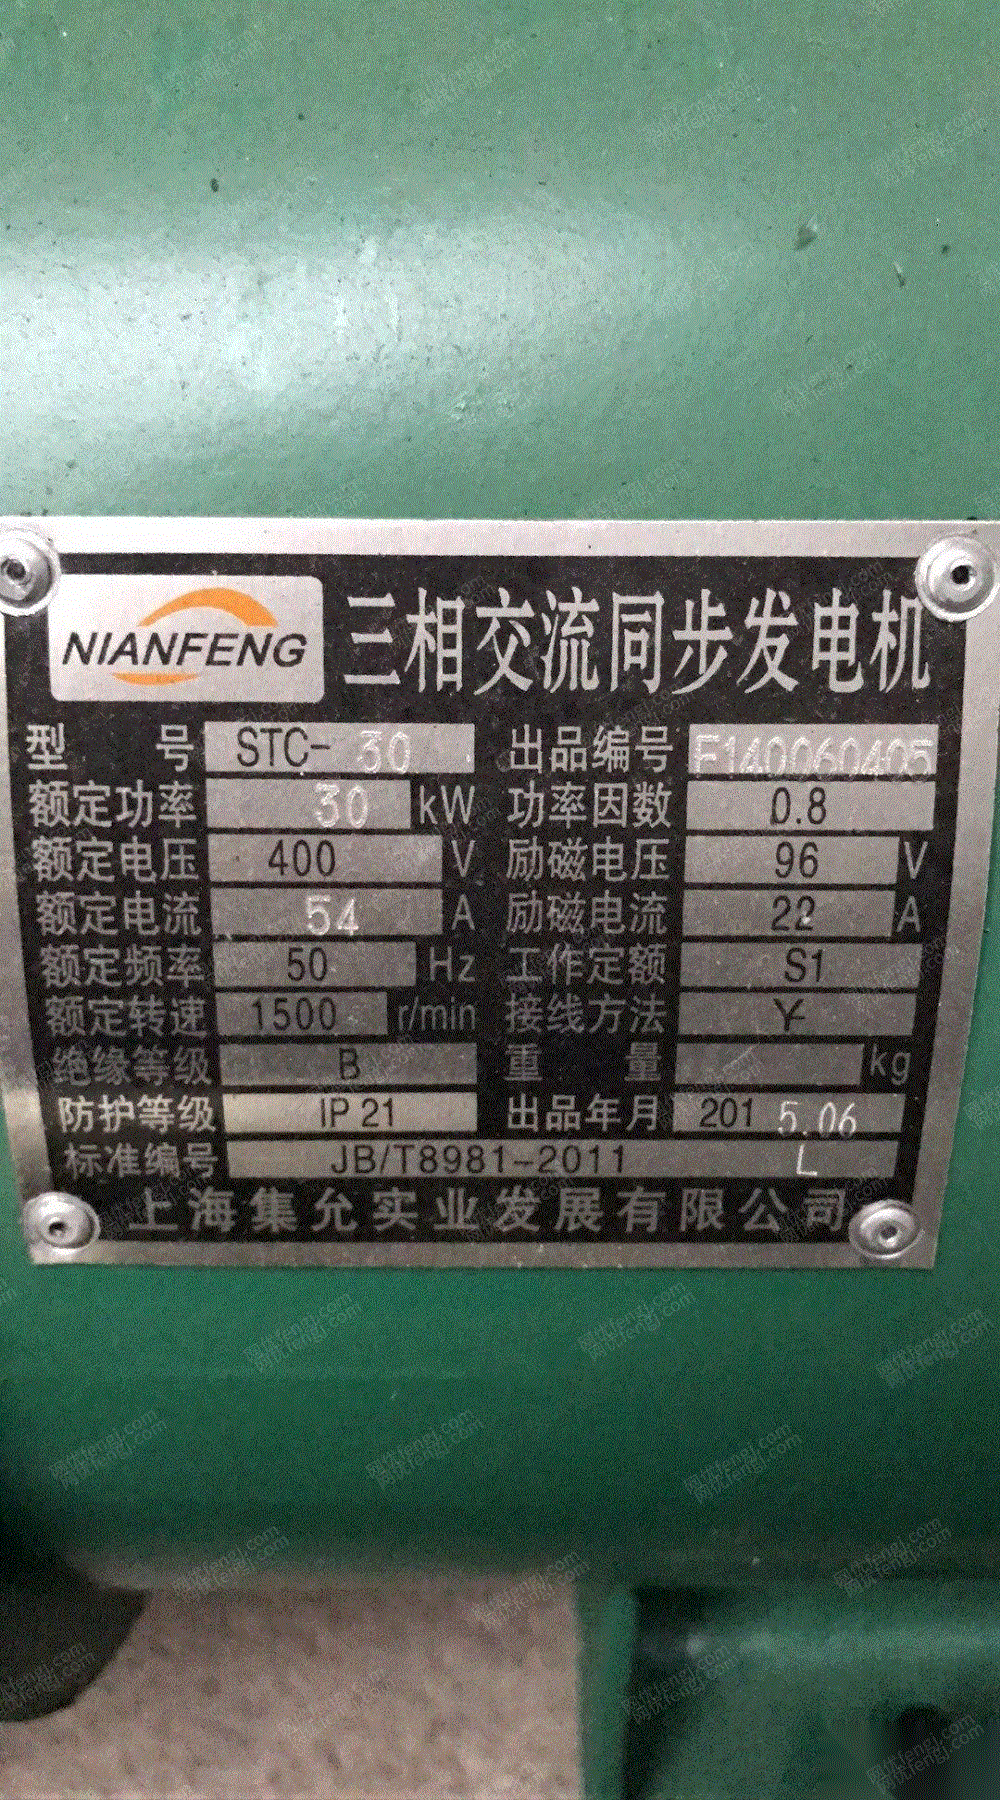 NIANFENG 三相交流同步发电机
型号 STC-30 出品编号 F140060405
额定功率 30 kW 功率因数 0.8
额定电压 400 V 励磁电压 96 V
额定电流 54 A 励磁电流 22 A
额定频率 50 Hz 工作定额 S1
额定转速 1500 r/min 接线方法 Y
绝缘等级 B 重量 kg
防护等级 IP 21 出品年月 2015.06
标准编号 JB/T8981-2011 L
上海集允实业发展有限公司